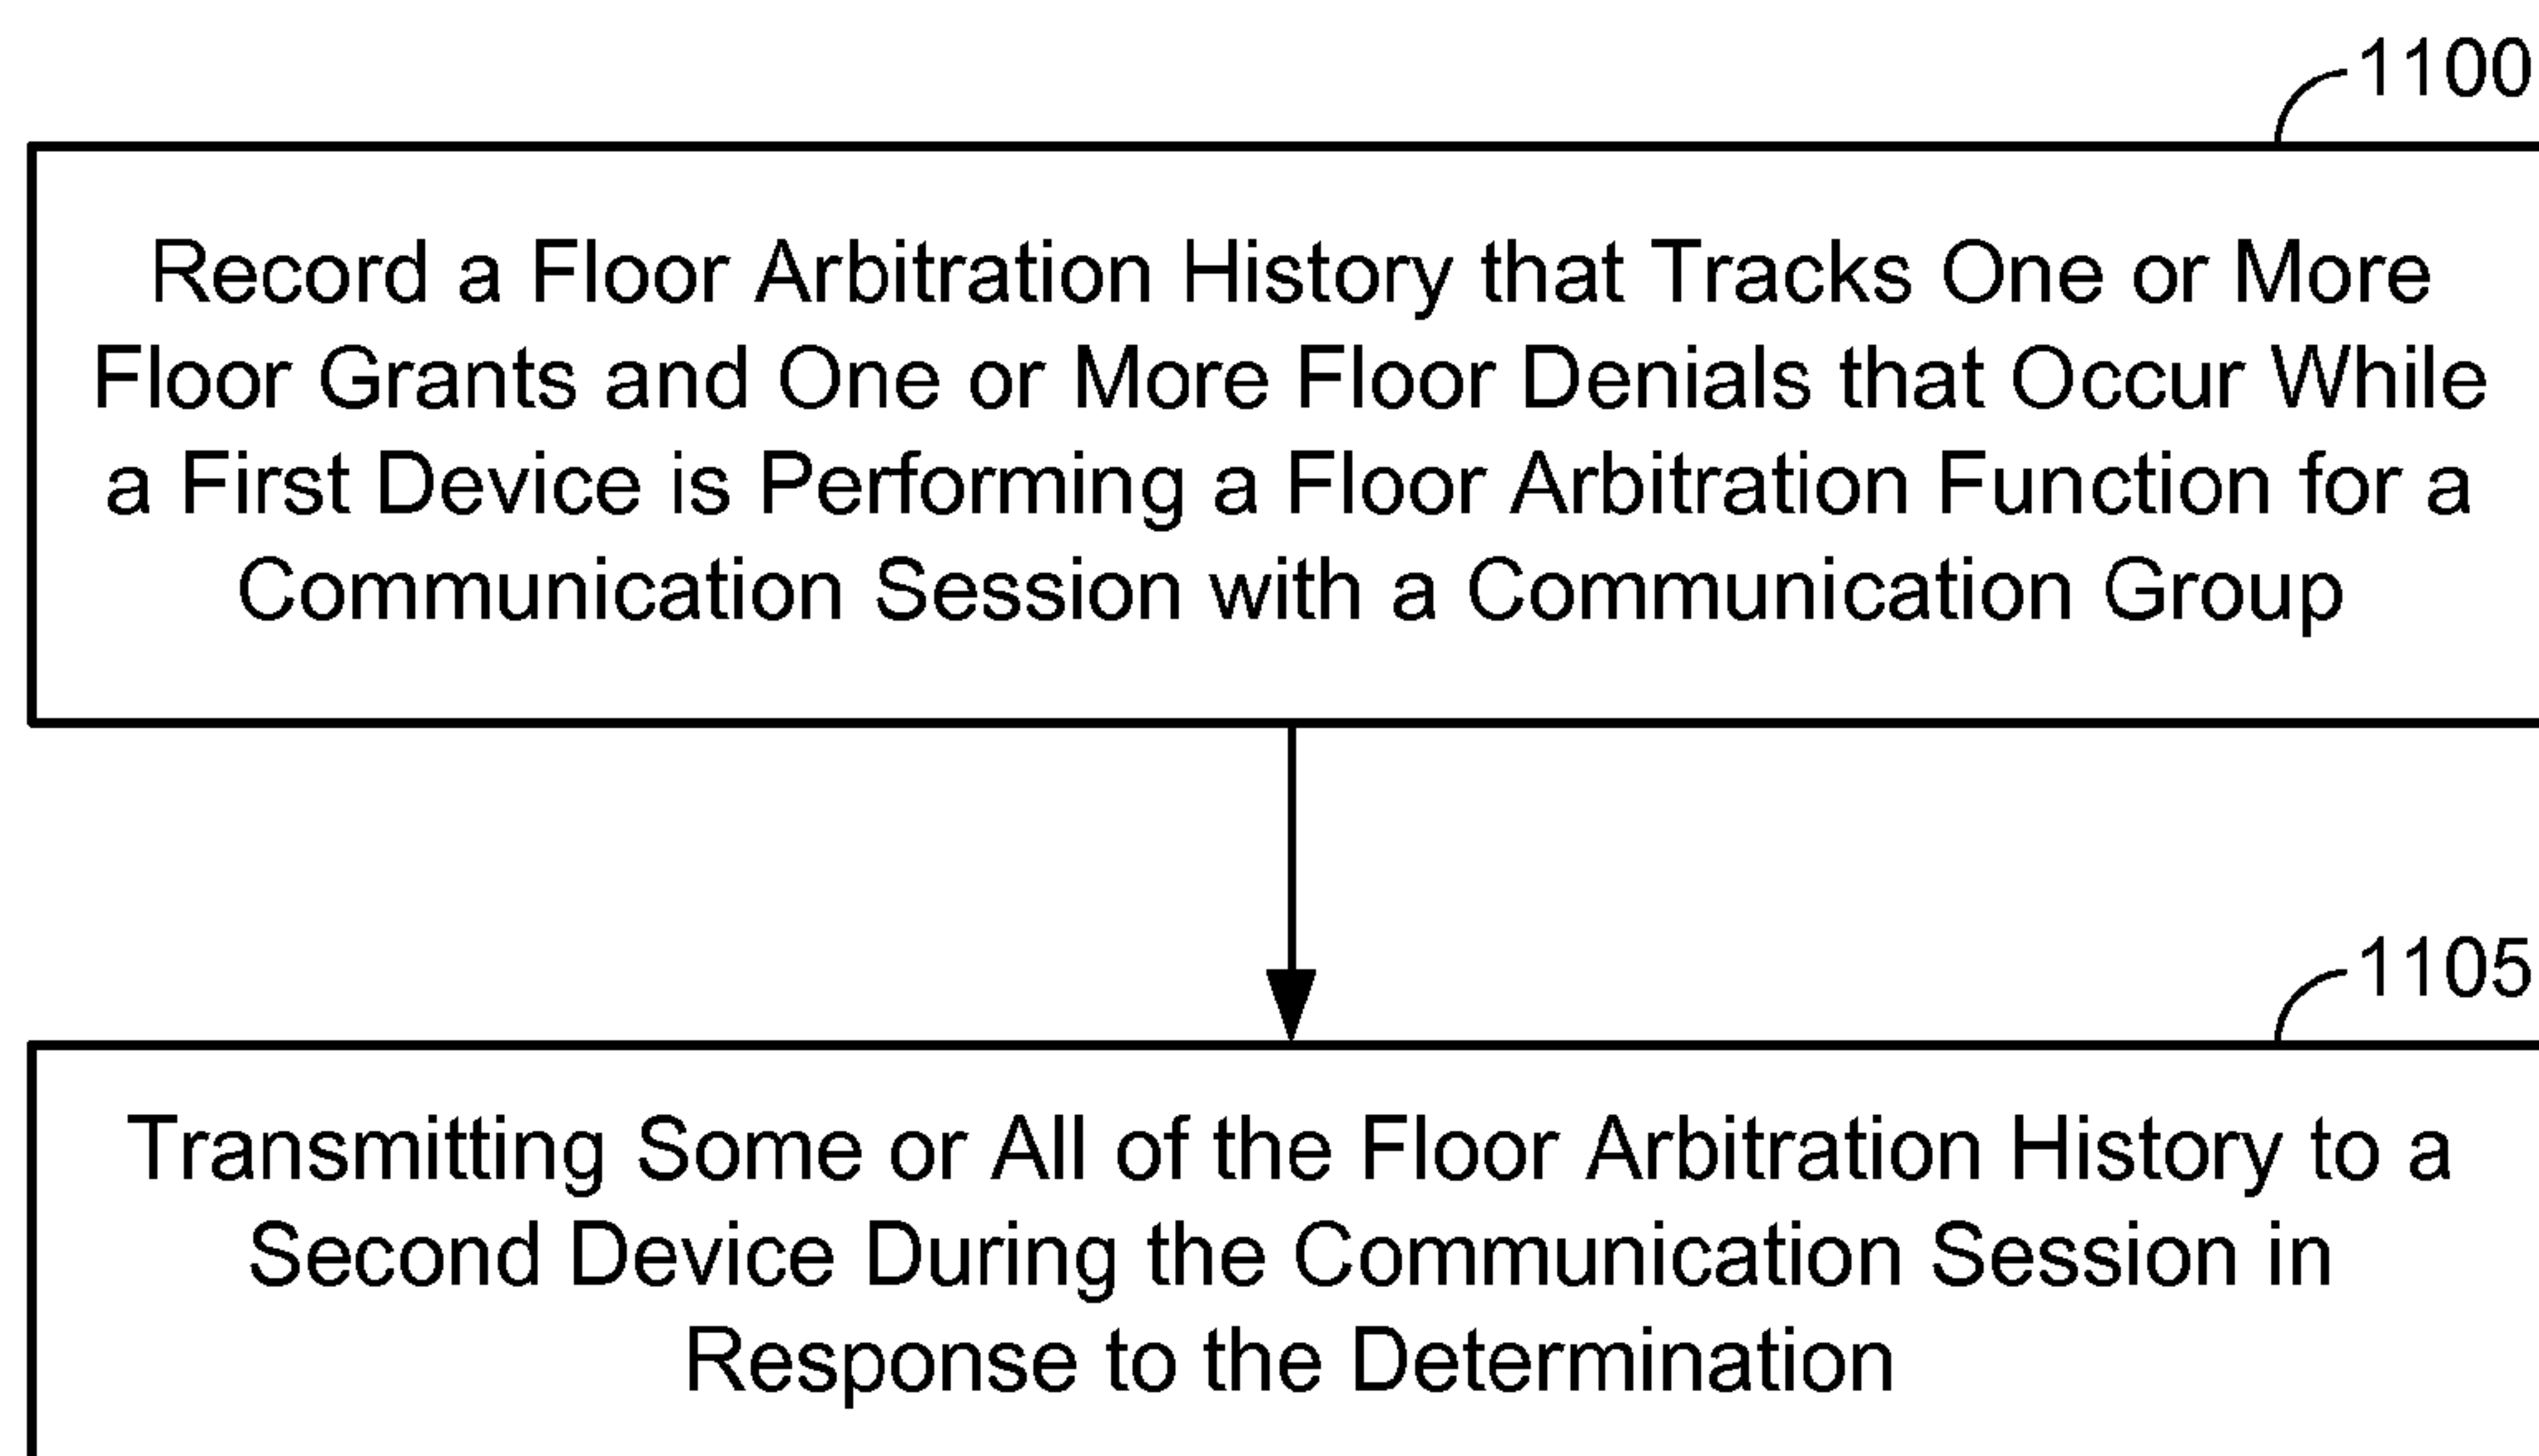 1100
Record a Floor Arbitration History that Tracks One or More
Floor Grants and One or More Floor Denials that Occur While
a First Device is Performing a Floor Arbitration Function for a
Communication Session with a Communication Group
1105
Transmitting Some or All of the Floor Arbitration History to a
Second Device During the Communication Session in
Response to the Determination